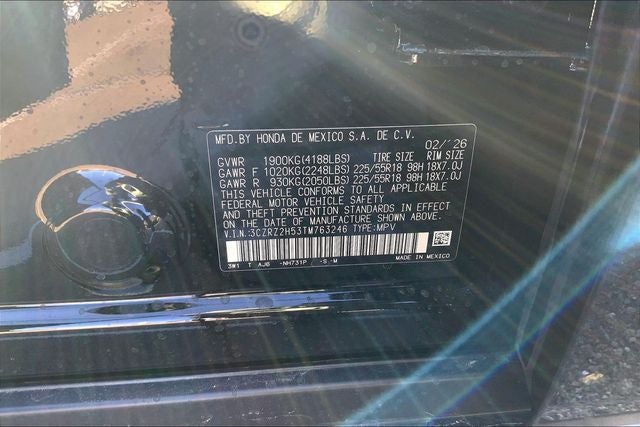 MFD.BY HONDA DE MEXICO S.A. DE C.V.
02/'26
GVWR 1900KG(4188LBS) TIRE SIZE RIM SIZE
GAWR F 1020KG(2248LBS) 225/55R18 98H 18X7.0J
GAWR R 930KG(2050LBS) 225/55R18 98H 18X7.0J
THIS VEHICLE CONFORMS TO ALL APPLICABLE
FEDERAL MOTOR VEHICLE SAFETY
AND THEFT PREVENTION STANDARDS IN EFFECT
ON THE DATE OF MANUFACTURE SHOWN ABOVE.
V.I.N.:3CZRZ2H53TM763246 TYPE:MPV
3W1 T AJ6 -NH731P -S-M MADE IN MEXICO